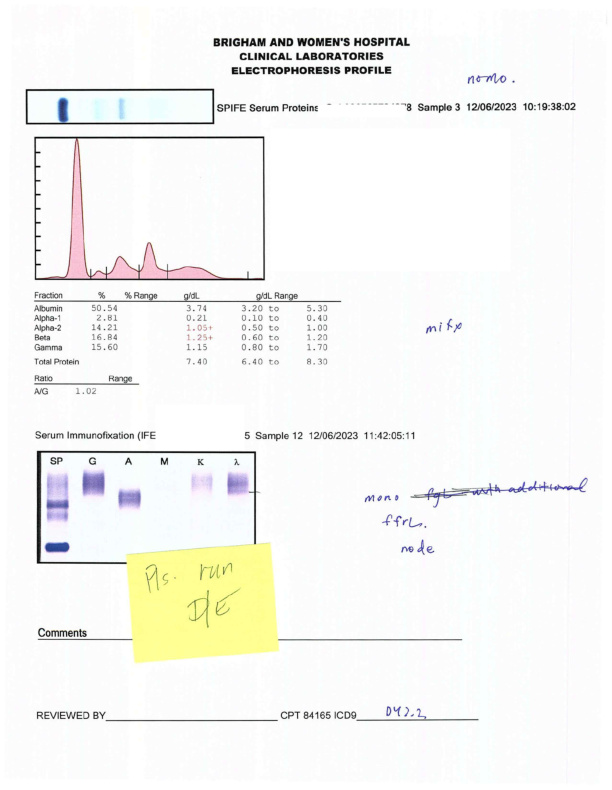 BRIGHAM AND WOMEN'S HOSPITAL
CLINICAL LABORATORIES
ELECTROPHORESIS PROFILE
nomo.
SPIFE Serum Proteins 8 Sample 3 12/06/2023 10:19:38:02
Fraction % % Range g/dL g/dL Range
Albumin 50.54 3.74 3.20 to 5.30
Alpha-1 2.81 0.21 0.10 to 0.40
Alpha-2 14.21 1.05+ 0.50 to 1.00
Beta 16.84 1.25+ 0.60 to 1.20
Gamma 15.60 1.15 0.80 to 1.70
Total Protein 7.40 6.40 to 8.30
mifx
Ratio Range
A/G 1.02
Serum Immunofixation (IFE 5 Sample 12 12/06/2023 11:42:05:11
SP G A M K λ
mono with additional
ffrL.
node
Pls. run
D/E
Comments
REVIEWED BY CPT 84165 ICD9 D42.2